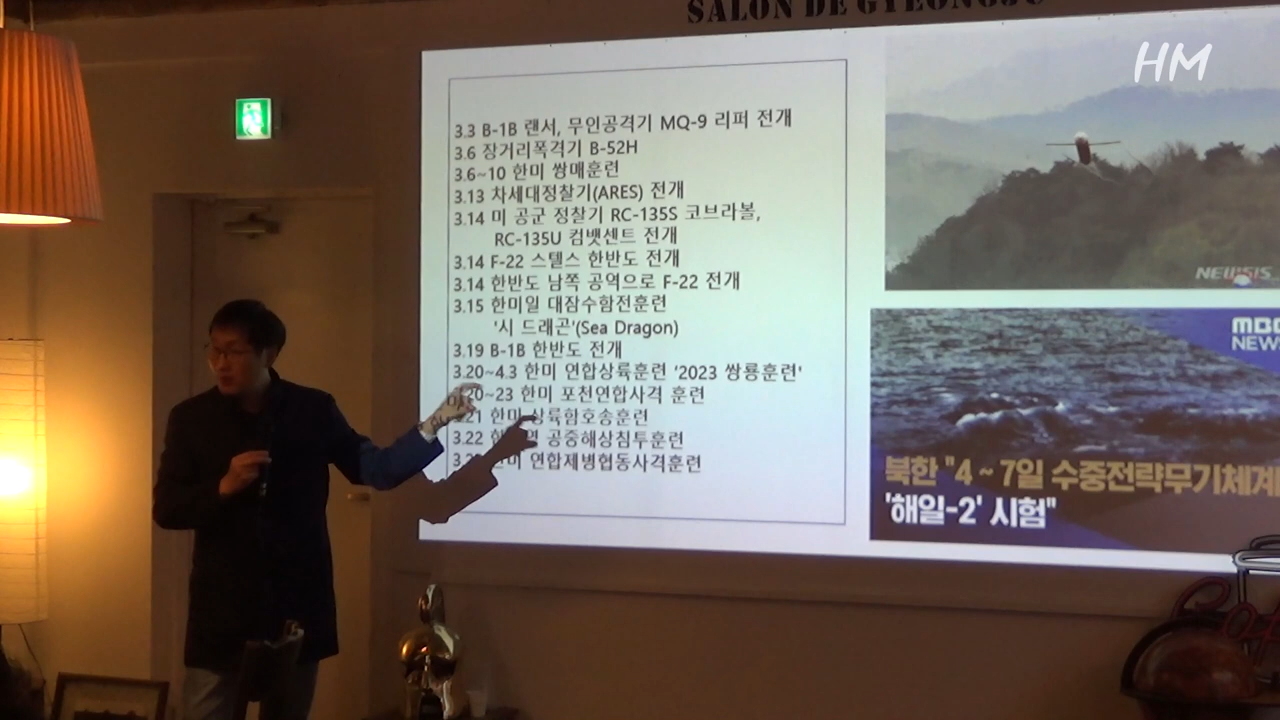 SALON DE GYEONGJU
HM
3.3 B-1B 랜서, 무인공격기 MQ-9 리퍼 전개
3.6 장거리폭격기 B-52H
3.6~10 한미 쌍매훈련
3.13 차세대정찰기(ARES) 전개
3.14 미 공군 정찰기 RC-135S 코브라볼,
RC-135U 컴뱃센트 전개
3.14 F-22 스텔스 한반도 전개
3.14 한반도 남쪽 공역으로 F-22 전개
3.15 한미일 대잠수함전훈련
'시 드래곤'(Sea Dragon)
3.19 B-1B 한반도 전개
3.20~4.3 한미 연합상륙훈련 '2023 쌍룡훈련'
20~23 한미 포천연합사격 훈련
21 한미 상륙함호송훈련
3.22 공중해상침투훈련
한미 연합제병협동사격훈련
NEWSIS
MBC
NEWS
북한 "4 ~ 7일 수중전략무기체계
'해일-2' 시험"